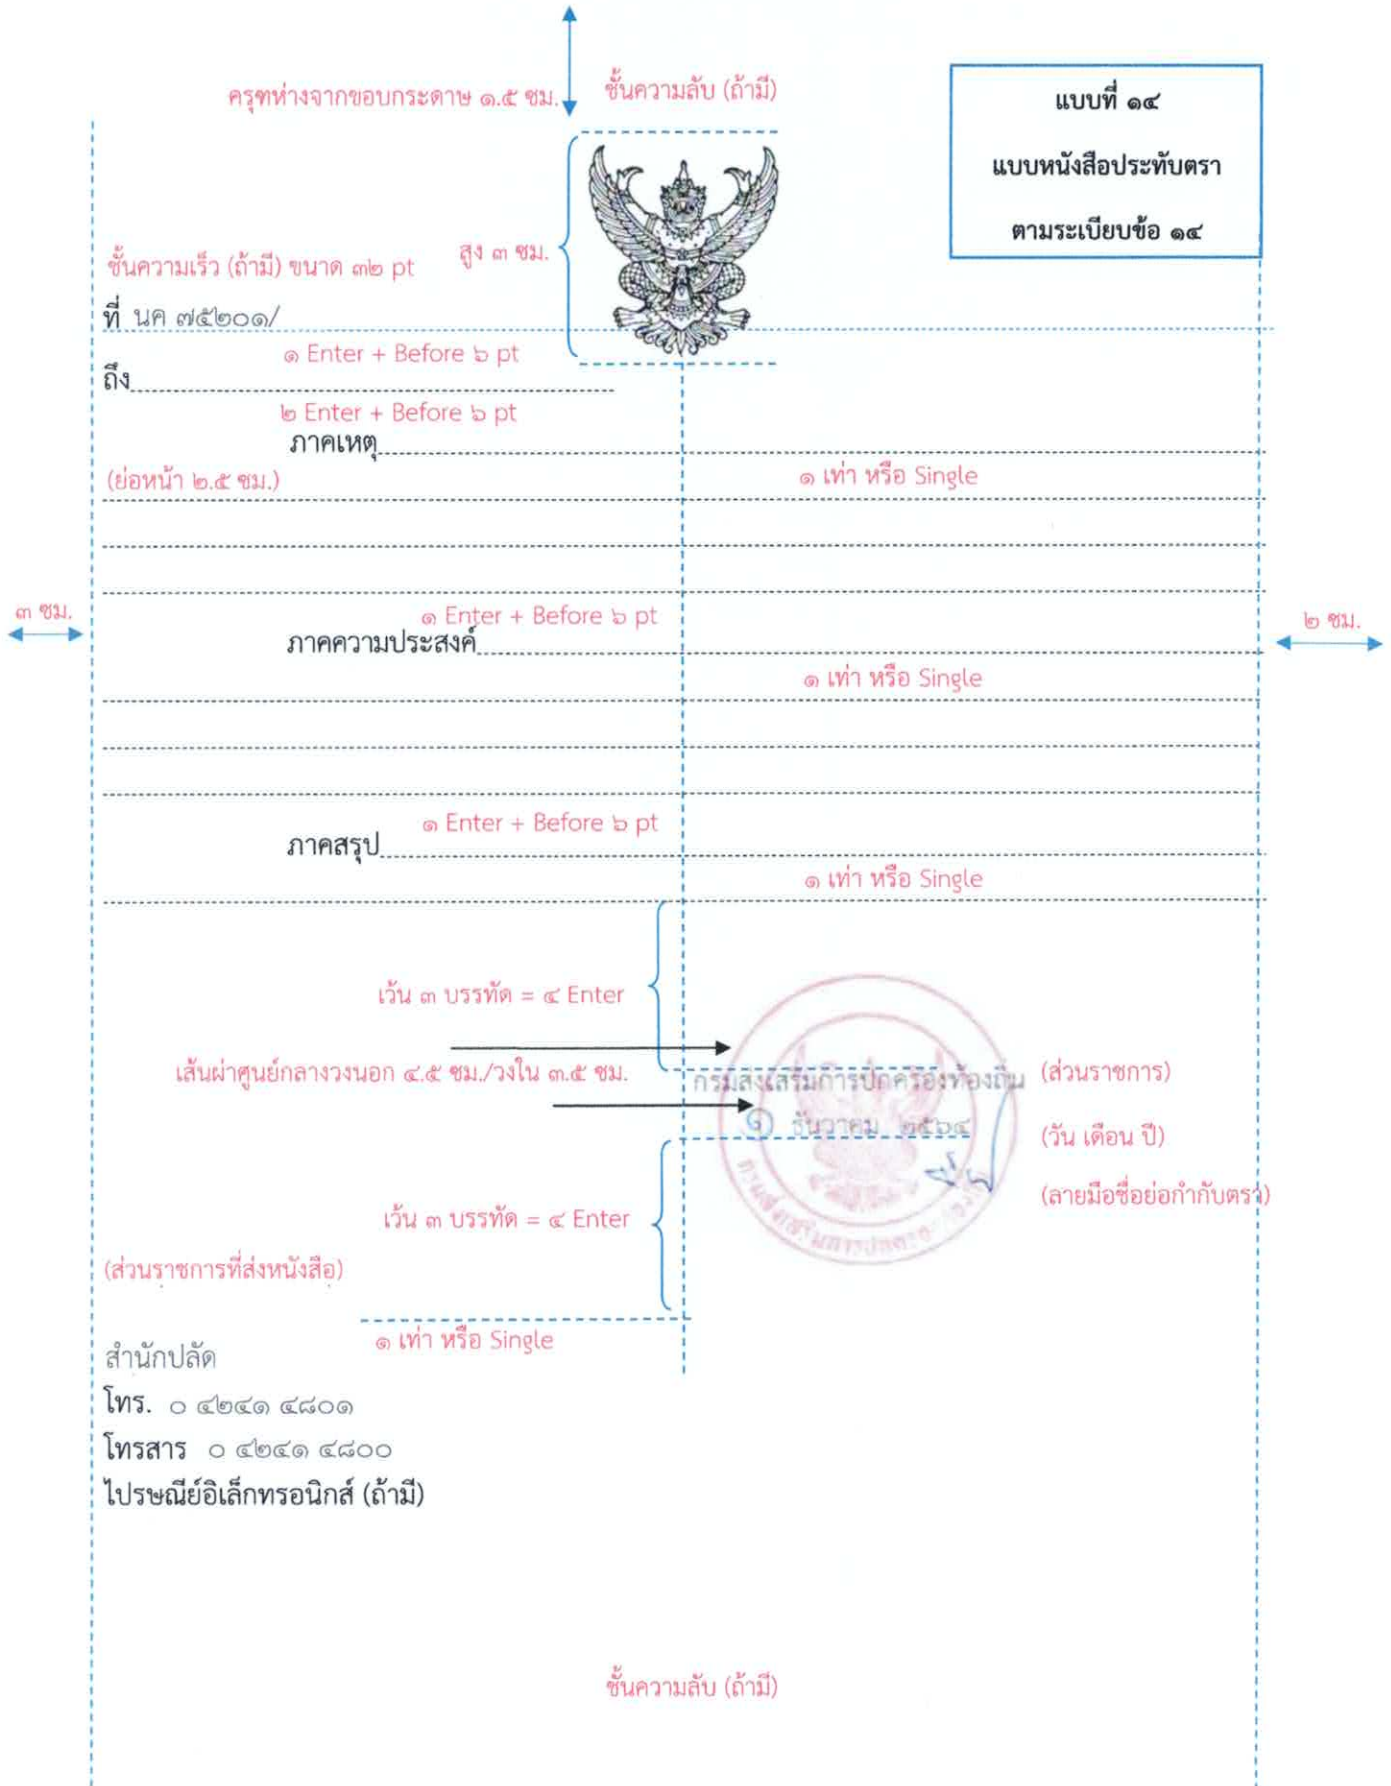 ครุฑห่างจากขอบกระดาษ ๑.๕ ซม.
ชั้นความลับ (ถ้ามี)
แบบที่ ๑๔
แบบหนังสือประทับตรา
ตามระเบียบข้อ ๑๔
สูง ๓ ซม.
ชั้นความเร็ว (ถ้ามี) ขนาด ๓๒ pt
ที่ นค ๗๕๒๐๑/
๑ Enter + Before ๖ pt
ถึง
๒ Enter + Before ๖ pt
ภาคเหตุ
(ย่อหน้า ๒.๕ ซม.) ๑ เท่า หรือ Single
๓ ซม.
๑ Enter + Before ๖ pt
๒ ซม.
ภาคความประสงค์
๑ เท่า หรือ Single
๑ Enter + Before ๖ pt
ภาคสรุป
๑ เท่า หรือ Single
เว้น ๓ บรรทัด = ๔ Enter
เส้นผ่าศูนย์กลางวงนอก ๔.๕ ซม./วงใน ๓.๕ ซม.
กรมส่งเสริมการปกครองท้องถิ่น (ส่วนราชการ)
๑ ธันวาคม ๒๕๖๔ (วัน เดือน ปี)
(ลายมือชื่อย่อกำกับตรา)
เว้น ๓ บรรทัด = ๔ Enter
(ส่วนราชการที่ส่งหนังสือ)
๑ เท่า หรือ Single
สำนักปลัด
โทร. ๐ ๔๒๔๑ ๔๘๐๑
โทรสาร ๐ ๔๒๔๑ ๔๘๐๐
ไปรษณีย์อิเล็กทรอนิกส์ (ถ้ามี)
ชั้นความลับ (ถ้ามี)